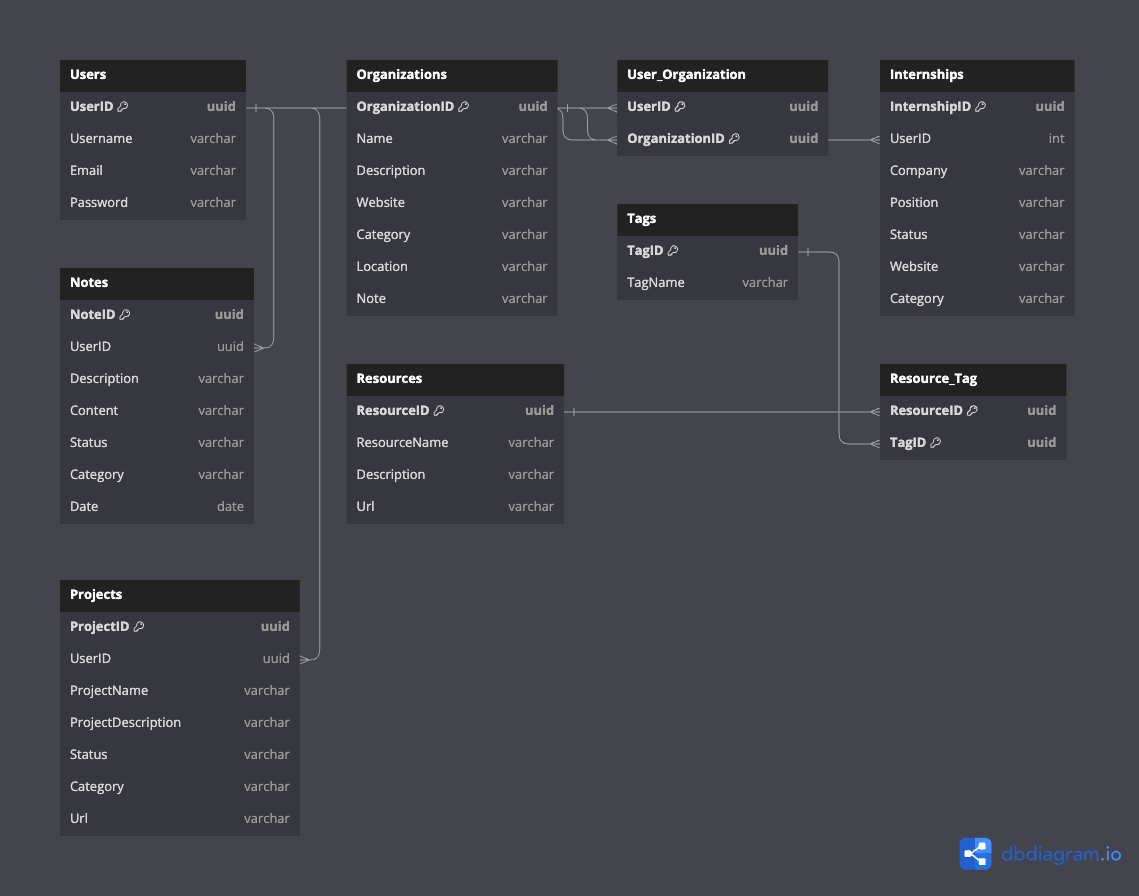 Users
UserID uuid
Username varchar
Email varchar
Password varchar
Organizations
OrganizationID uuid
Name varchar
Description varchar
Website varchar
Category varchar
Location varchar
Note varchar
User_Organization
UserID uuid
OrganizationID uuid
Internships
InternshipID uuid
UserID int
Company varchar
Position varchar
Status varchar
Website varchar
Category varchar
Tags
TagID uuid
TagName varchar
Notes
NoteID uuid
UserID uuid
Description varchar
Content varchar
Status varchar
Category varchar
Date date
Resources
ResourceID uuid
ResourceName varchar
Description varchar
Url varchar
Resource_Tag
ResourceID uuid
TagID uuid
Projects
ProjectID uuid
UserID uuid
ProjectName varchar
ProjectDescription varchar
Status varchar
Category varchar
Url varchar
dbdiagram.io